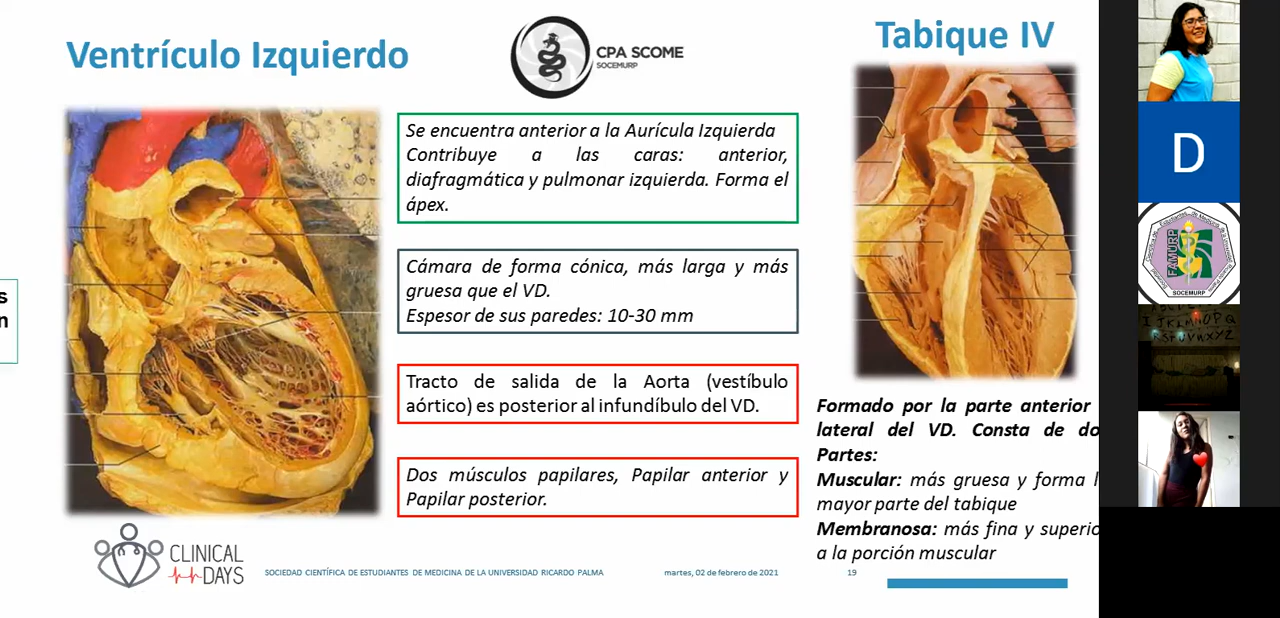 Ventrículo Izquierdo
CPA SCOME
SOCEMURP
Tabique IV
Se encuentra anterior a la Aurícula Izquierda
Contribuye a las caras: anterior,
diafragmática y pulmonar izquierda. Forma el
ápex.
Cámara de forma cónica, más larga y más
gruesa que el VD.
Espesor de sus paredes: 10-30 mm
Tracto de salida de la Aorta (vestíbulo
aórtico) es posterior al infundíbulo del VD.
Dos músculos papilares, Papilar anterior y
Papilar posterior.
s
n
Formado por la parte anterior
lateral del VD. Consta de do
Partes:
Muscular: más gruesa y forma l
mayor parte del tabique
Membranosa: más fina y superio
a la porción muscular
CLINICAL
DAYS
SOCIEDAD CIENTÍFICA DE ESTUDIANTES DE MEDICINA DE LA UNIVERSIDAD RICARDO PALMA
martes, 02 de febrero de 2021
19
D
FAMURP
SOCEMURP